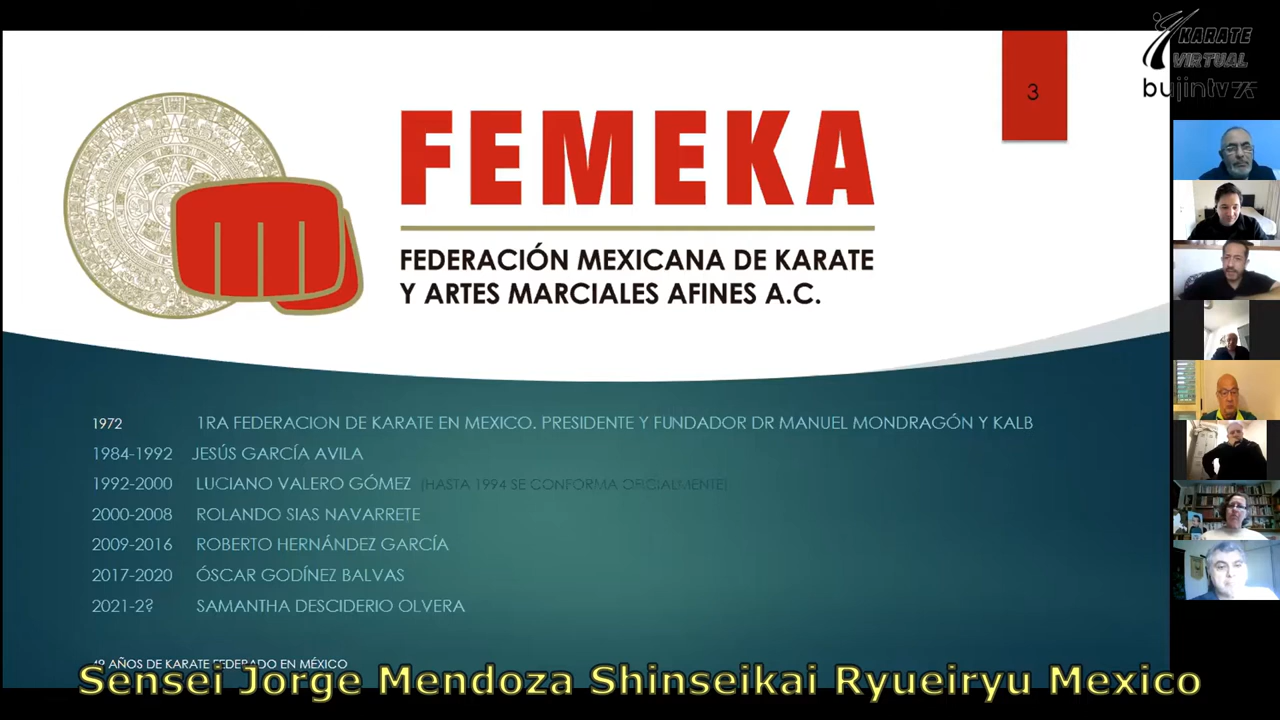 KARATE
VIRTUAL
bujintv
3
FEMEKA
FEDERACIÓN MEXICANA DE KARATE
Y ARTES MARCIALES AFINES A.C.
1972 1RA FEDERACION DE KARATE EN MEXICO. PRESIDENTE Y FUNDADOR DR MANUEL MONDRAGÓN Y KALB
1984-1992 JESÚS GARCÍA AVILA
1992-2000 LUCIANO VALERO GÓMEZ (HASTA 1994 SE CONFORMA OFICIALMENTE)
2000-2008 ROLANDO SIAS NAVARRETE
2009-2016 ROBERTO HERNÁNDEZ GARCÍA
2017-2020 ÓSCAR GODÍNEZ BALVAS
2021-2? SAMANTHA DESCIDERIO OLVERA
49 AÑOS DE KARATE FEDERADO EN MÉXICO
Sensei Jorge Mendoza Shinseikai Ryueiryu Mexico